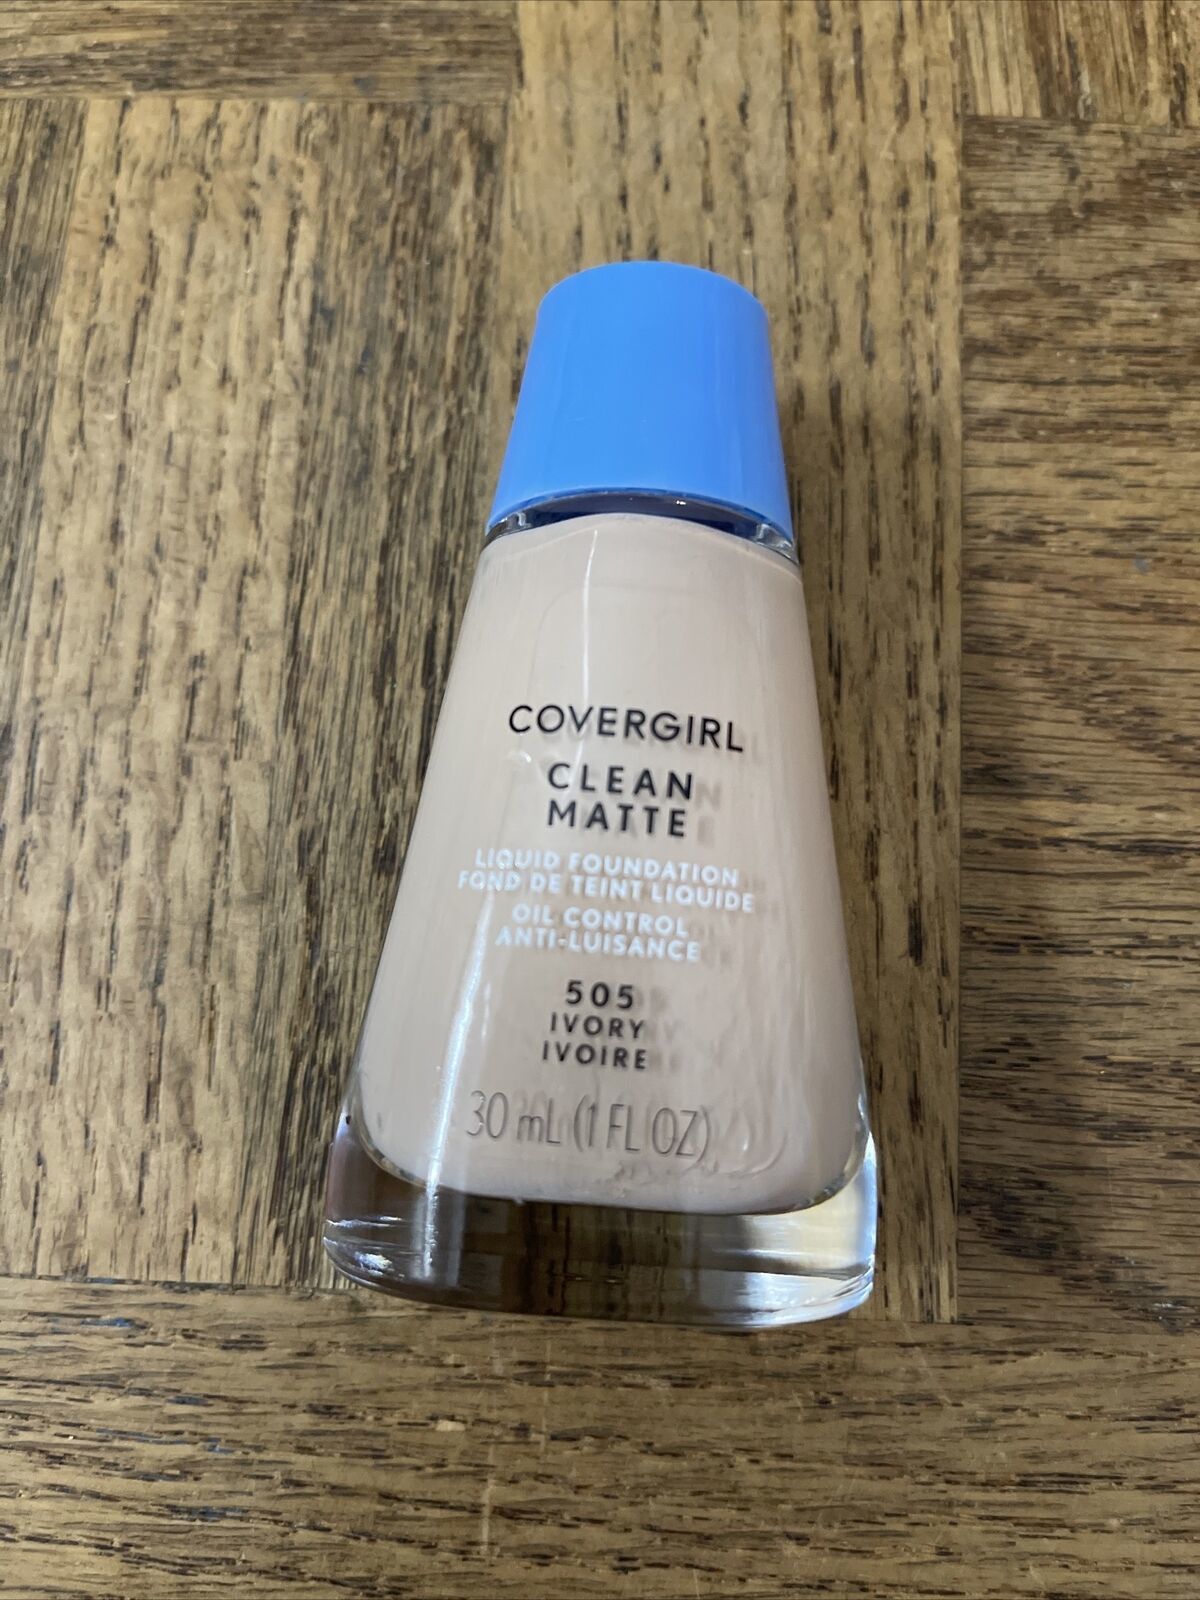 COVERGIRL
CLEAN
MATTE
LIQUID FOUNDATION
FOND DE TEINT LIQUIDE
OIL CONTROL
ANTI-LUISANCE
505
IVORY
IVOIRE
30 mL (1 FL OZ)